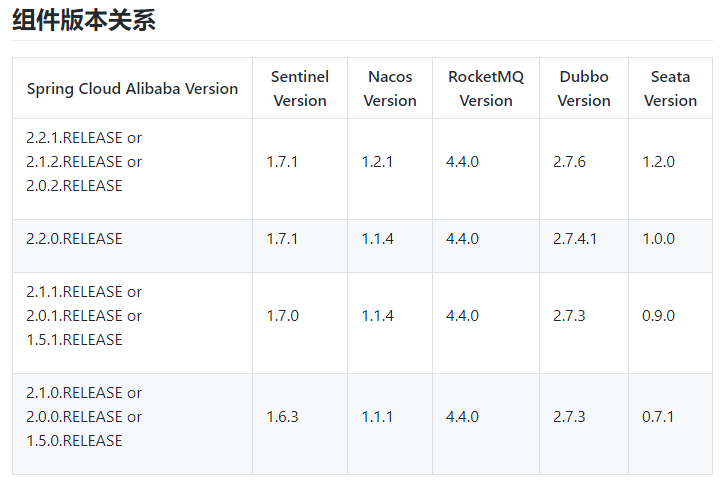 组件版本关系
Spring Cloud Alibaba Version
Sentinel
Version
Nacos
Version
RocketMQ
Version
Dubbo
Version
Seata
Version
2.2.1.RELEASE or
2.1.2.RELEASE or
2.0.2.RELEASE
1.7.1
1.2.1
4.4.0
2.7.6
1.2.0
2.2.0.RELEASE
1.7.1
1.1.4
4.4.0
2.7.4.1
1.0.0
2.1.1.RELEASE or
2.0.1.RELEASE or
1.5.1.RELEASE
1.7.0
1.1.4
4.4.0
2.7.3
0.9.0
2.1.0.RELEASE or
2.0.0.RELEASE or
1.5.0.RELEASE
1.6.3
1.1.1
4.4.0
2.7.3
0.7.1